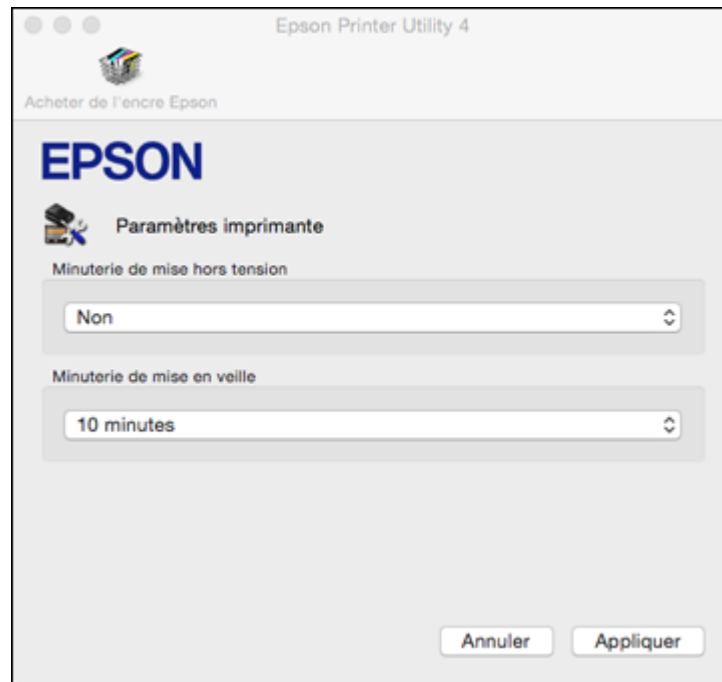 Epson Printer Utility 4
Acheter de l'encre Epson
EPSON
Paramètres imprimante
Minuterie de mise hors tension
Non
Minuterie de mise en veille
10 minutes
Annuler Appliquer